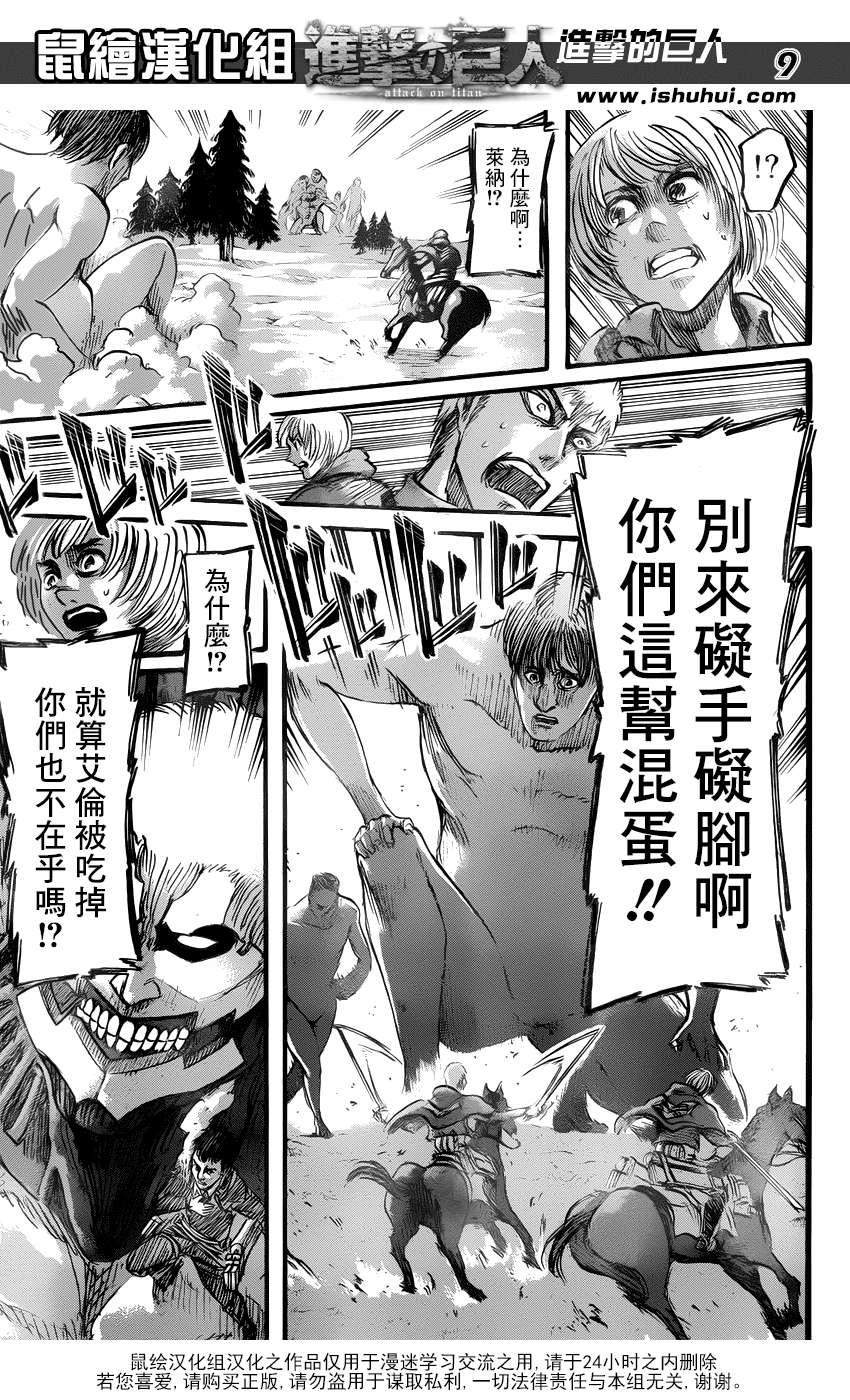 鼠繪漢化組
進撃の巨人
attack on titan
進擊的巨人
www.ishuhui.com
9
!?
為什麼啊…
萊納!?
別來礙手礙腳啊
你們這幫混蛋!!
為什麼!?
就算艾倫被吃掉
你們也不在乎嗎!?
鼠绘汉化组汉化之作品仅用于漫迷学习交流之用, 请于24小时之内删除
若您喜爱, 请购买正版, 请勿盗用于谋取私利, 一切法律责任与本组无关, 谢谢.